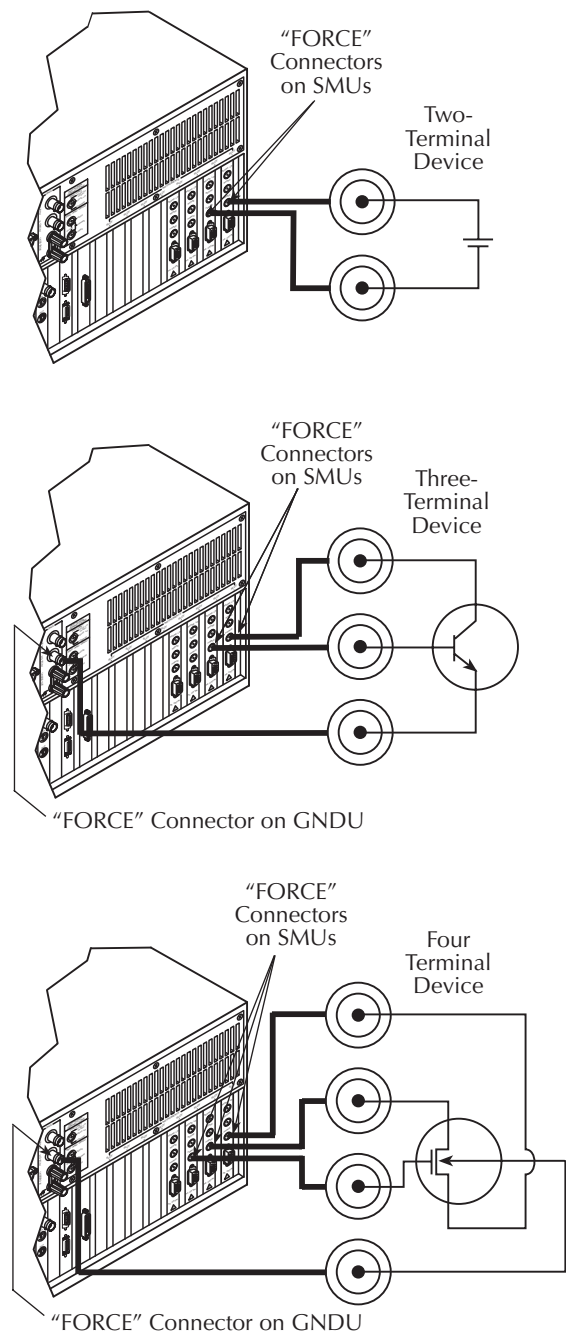 “FORCE”
Connectors
on SMUs
Two-
Terminal
Device
“FORCE”
Connectors
on SMUs
Three-
Terminal
Device
“FORCE” Connector on GNDU
“FORCE”
Connectors
on SMUs
Four
Terminal
Device
“FORCE” Connector on GNDU